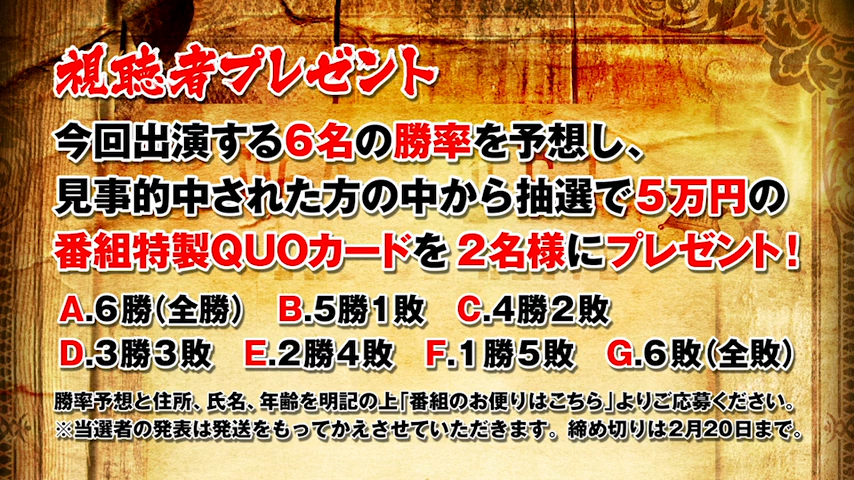 視聴者プレゼント
今回出演する6名の勝率を予想し、
見事的中された方の中から抽選で5万円の
番組特製QUOカードを2名様にプレゼント!
A.6勝(全勝) B.5勝1敗 C.4勝2敗
D.3勝3敗 E.2勝4敗 F.1勝5敗 G.6敗(全敗)
勝率予想と住所、氏名、年齢を明記の上「番組のお便りはこちら」よりご応募ください。
※当選者の発表は発送をもってかえさせていただきます。締め切りは2月20日まで。